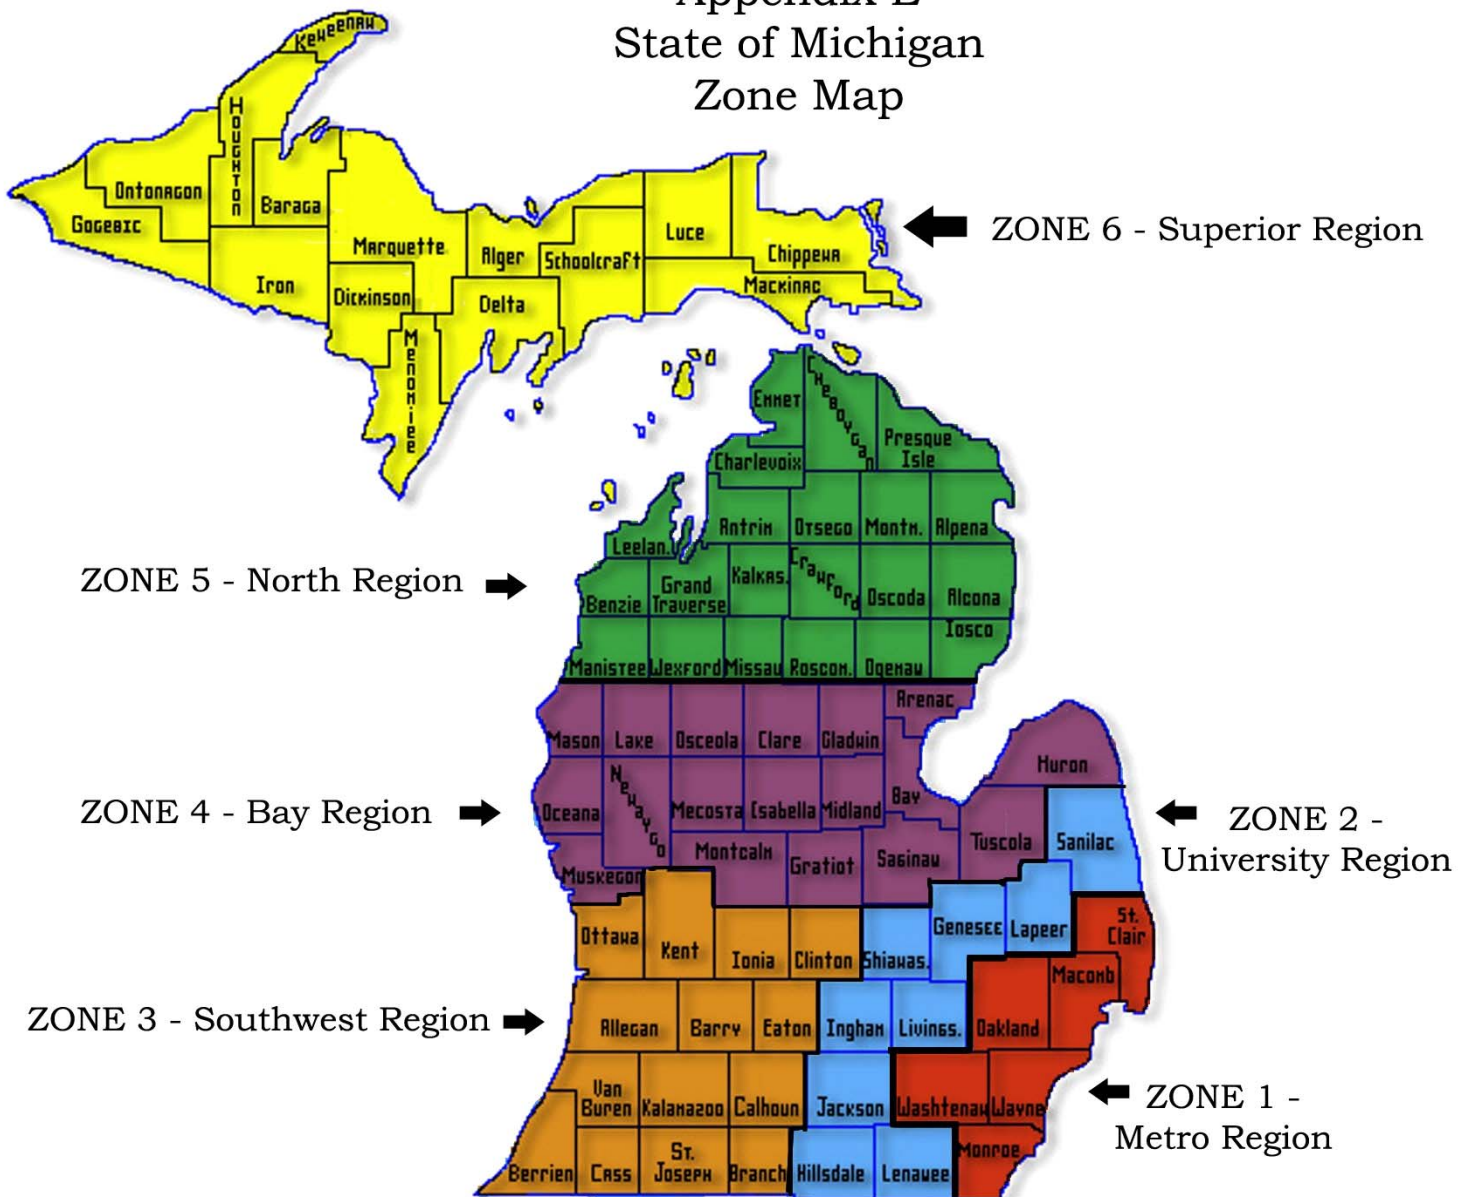 Appendix E
State of Michigan
Zone Map
Keweenaw
Houghton
Ontonagon
Baraga
Gogebic
Marquette
Alger
Schoolcraft
Luce
Chippewa
Mackinac
Iron
Dickinson
Delta
Menomiee
ZONE 6 - Superior Region
Emmet
Cheboygan
Presque
Isle
Charlevoix
Antrim
Otsego
Montm.
Alpena
Leelan.
ZONE 5 - North Region
Benzie
Grand
Traverse
Kalkas.
Crawford
Oscoda
Alcona
Iosco
Manistee
Wexford
Missau
Roscom.
Ogemaw
Arenac
Mason
Lake
Osceola
Clare
Gladwin
Huron
ZONE 4 - Bay Region
Oceana
Newaygo
Mecosta
Isabella
Midland
Bay
Tuscola
Sanilac
ZONE 2 -
University Region
Muskegon
Montcalm
Gratiot
Saginaw
Ottawa
Kent
Ionia
Clinton
Shiawas.
Genesee
Lapeer
St.
Clair
Macomb
ZONE 3 - Southwest Region
Allegan
Barry
Eaton
Ingham
Livings.
Oakland
Van
Buren
Kalamazoo
Calhoun
Jackson
Washtenaw
Wayne
ZONE 1 -
Metro Region
Berrien
Cass
St.
Joseph
Branch
Hillsdale
Lenawee
Monroe